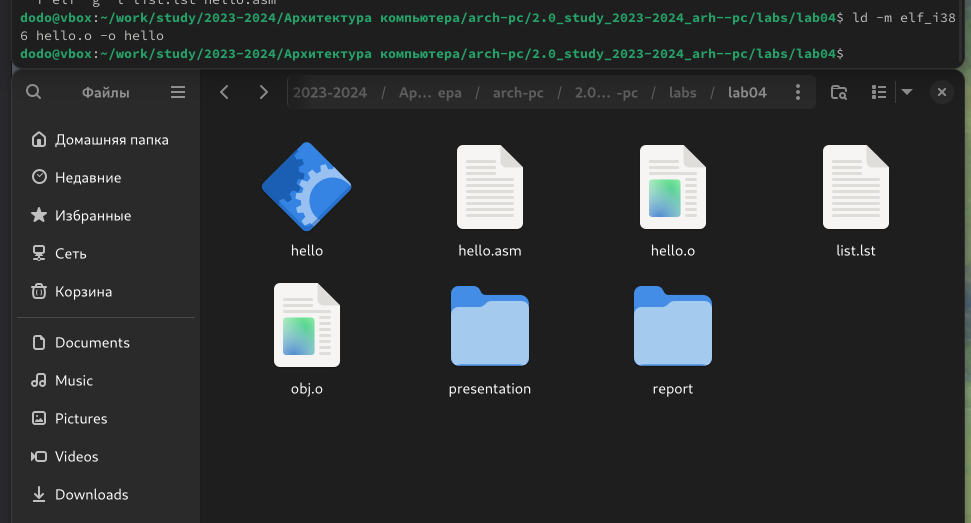 elf -g -l list.lst hello.asm
dodo@vbox:~/work/study/2023-2024/Архитектура компьютера/arch-pc/2.0_study_2023-2024_arh--pc/labs/lab04$ ld -m elf_i38
6 hello.o -o hello
dodo@vbox:~/work/study/2023-2024/Архитектура компьютера/arch-pc/2.0_study_2023-2024_arh--pc/labs/lab04$
Файлы
2023-2024 / Ар… ера / arch-pc / 2.0… -pc / labs / lab04
Домашняя папка
Недавние
Избранные
Сеть
Корзина
Documents
Music
Pictures
Videos
Downloads
hello
hello.asm
hello.o
list.lst
obj.o
presentation
report